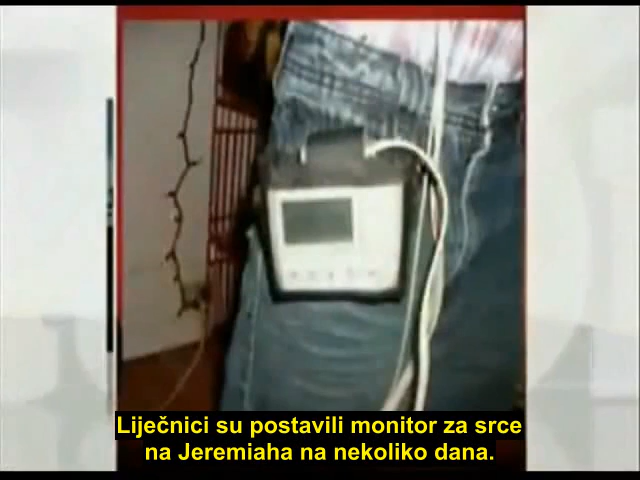 Liječnici su postavili monitor za srce
na Jeremiaha na nekoliko dana.